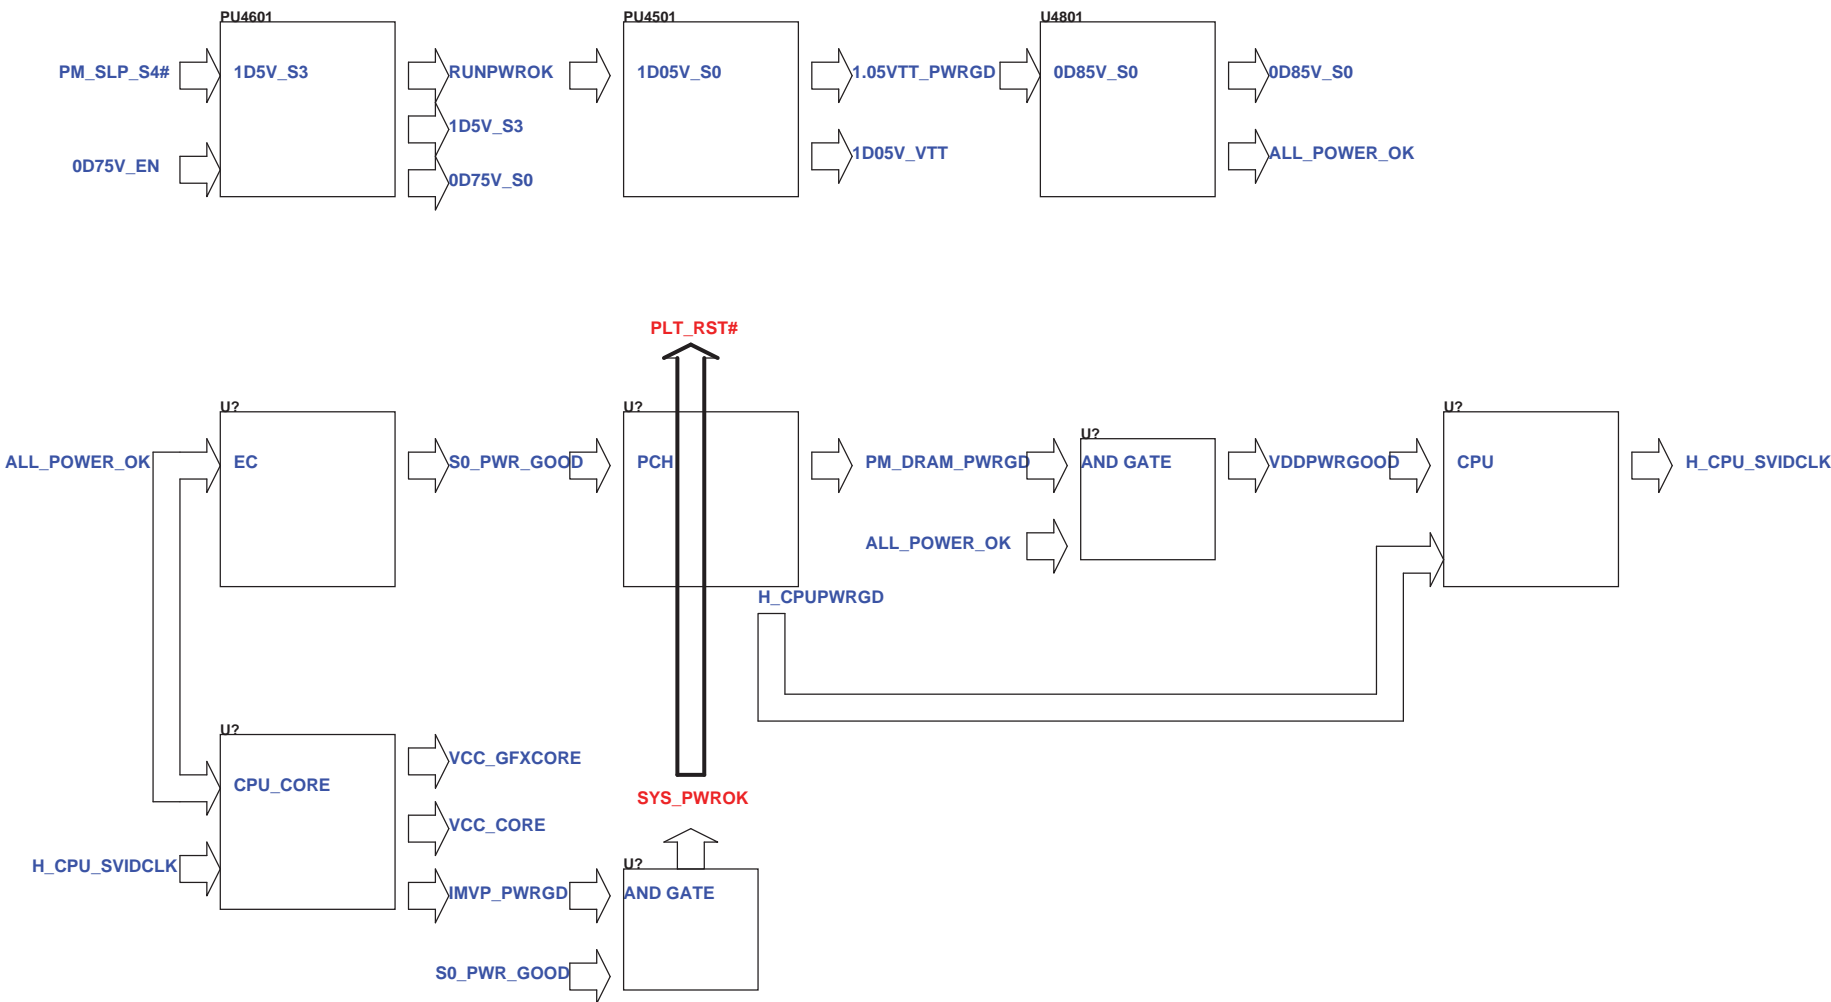 PU4601 PU4501 U4801
PM_SLP_S4# 1D5V_S3 RUNPWROK 1D05V_S0 1.05VTT_PWRGD 0D85V_S0 0D85V_S0
1D5V_S3
0D75V_EN 0D75V_S0 1D05V_VTT ALL_POWER_OK
PLT_RST#
U? U? U? U?
ALL_POWER_OK EC S0_PWR_GOOD PCH PM_DRAM_PWRGD AND GATE VDDPWRGOOD CPU H_CPU_SVIDCLK
ALL_POWER_OK
H_CPUPWRGD
U?
VCC_GFXCORE
CPU_CORE
SYS_PWROK
VCC_CORE
U?
H_CPU_SVIDCLK IMVP_PWRGD AND GATE
S0_PWR_GOOD